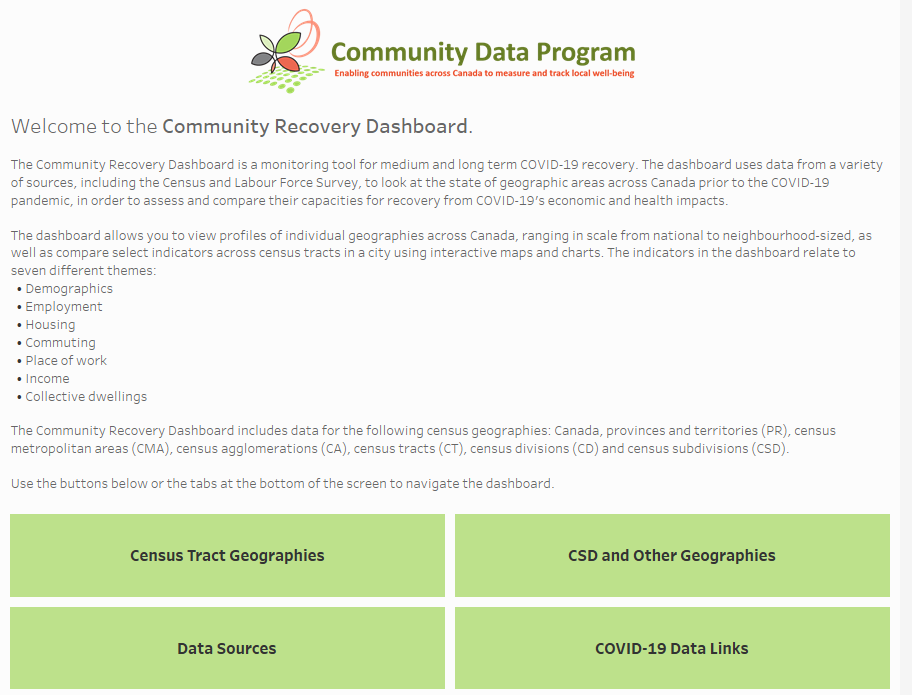 Community Data Program
Enabling communities across Canada to measure and track local well-being
Welcome to the Community Recovery Dashboard.
The Community Recovery Dashboard is a monitoring tool for medium and long term COVID-19 recovery. The dashboard uses data from a variety
of sources, including the Census and Labour Force Survey, to look at the state of geographic areas across Canada prior to the COVID-19
pandemic, in order to assess and compare their capacities for recovery from COVID-19's economic and health impacts.
The dashboard allows you to view profiles of individual geographies across Canada, ranging in scale from national to neighbourhood-sized, as
well as compare select indicators across census tracts in a city using interactive maps and charts. The indicators in the dashboard relate to
seven different themes:
• Demographics
• Employment
• Housing
• Commuting
• Place of work
• Income
• Collective dwellings
The Community Recovery Dashboard includes data for the following census geographies: Canada, provinces and territories (PR), census
metropolitan areas (CMA), census agglomerations (CA), census tracts (CT), census divisions (CD) and census subdivisions (CSD).
Use the buttons below or the tabs at the bottom of the screen to navigate the dashboard.
Census Tract Geographies
CSD and Other Geographies
Data Sources
COVID-19 Data Links